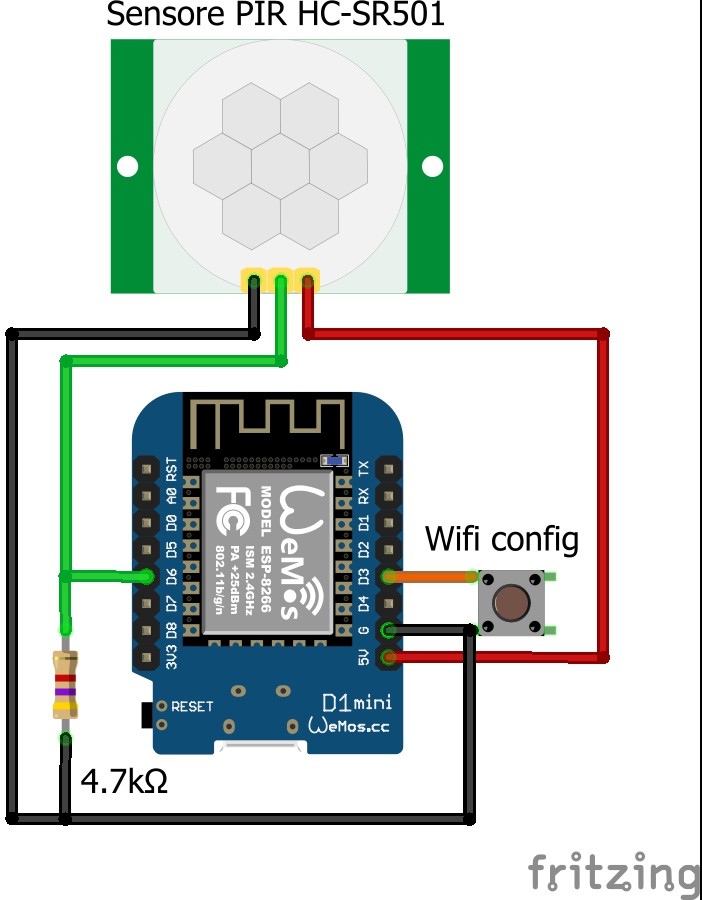 Sensore PIR HC-SR501
RST
A0
D0
D5
D6
D7
D8
3V3
TX
RX
D1
D2
D3
D4
G
5V
WeMos
MODEL ESP-8266
ISM 2.4GHz
PA +25dBm
802.11b/g/n
FC
Wifi config
RESET
D1mini
WeMos.cc
4.7kΩ
fritzing